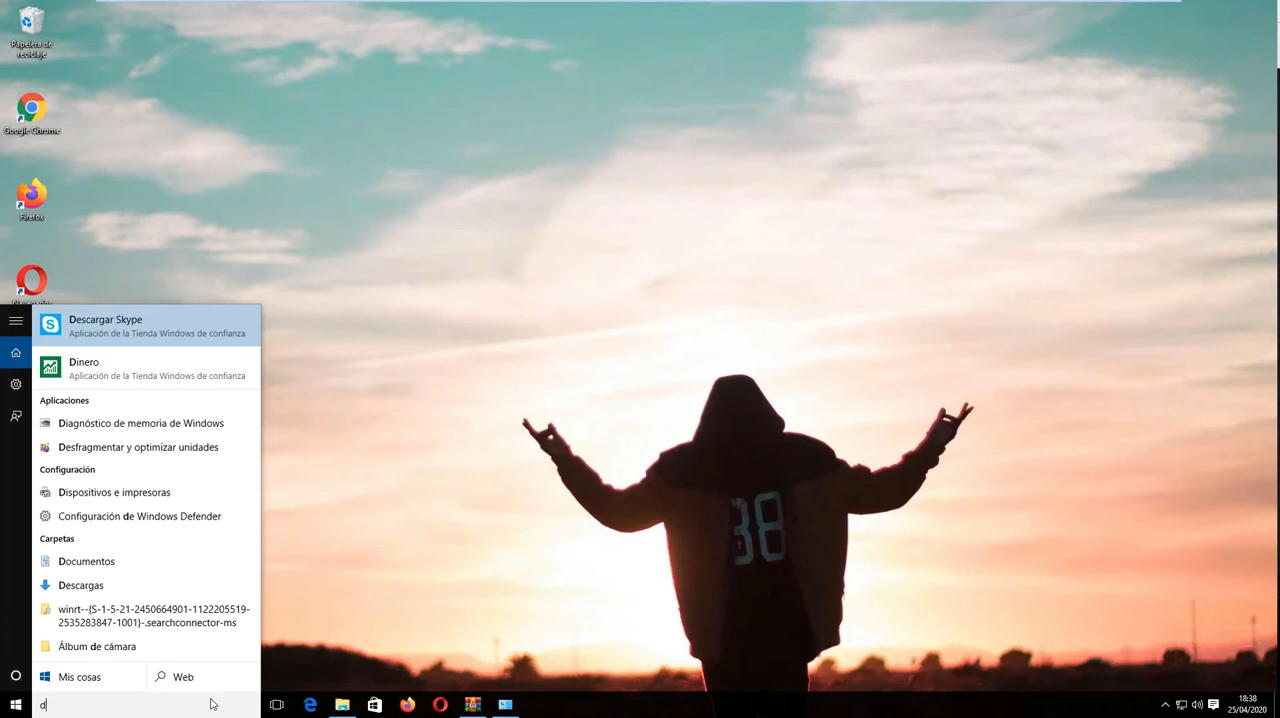 Papelera de
reciclaje
Google Chrome
Firefox
Descargar Skype
Aplicación de la Tienda Windows de confianza
Dinero
Aplicación de la Tienda Windows de confianza
Aplicaciones
Diagnóstico de memoria de Windows
Desfragmentar y optimizar unidades
Configuración
Dispositivos e impresoras
Configuración de Windows Defender
Carpetas
Documentos
Descargas
winrt--{S-1-5-21-2450664901-1122205519-
2535283847-1001}-.searchconnector-ms
Álbum de cámara
Mis cosas
Web
d
38
18:38
25/04/2020